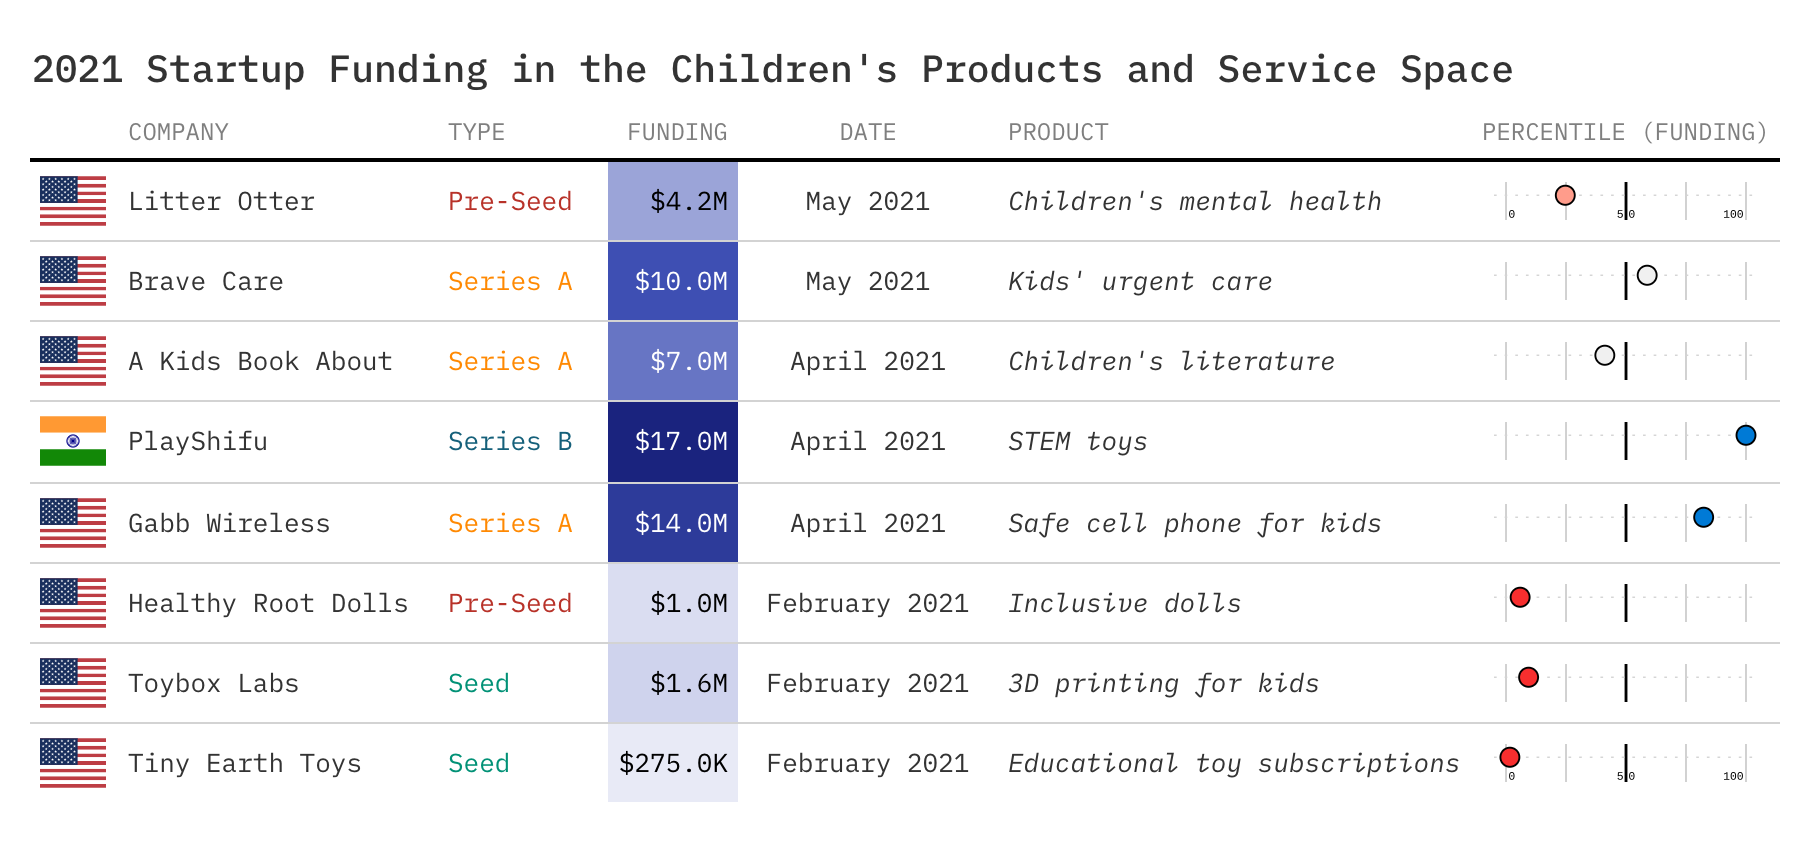 2021 Startup Funding in the Children's Products and Service Space
COMPANY TYPE FUNDING DATE PRODUCT PERCENTILE (FUNDING)
Litter Otter Pre-Seed $4.2M May 2021 Children's mental health 0 50 100
Brave Care Series A $10.0M May 2021 Kids' urgent care
A Kids Book About Series A $7.0M April 2021 Children's literature
PlayShifu Series B $17.0M April 2021 STEM toys
Gabb Wireless Series A $14.0M April 2021 Safe cell phone for kids
Healthy Root Dolls Pre-Seed $1.0M February 2021 Inclusive dolls
Toybox Labs Seed $1.6M February 2021 3D printing for kids
Tiny Earth Toys Seed $275.0K February 2021 Educational toy subscriptions 0 50 100